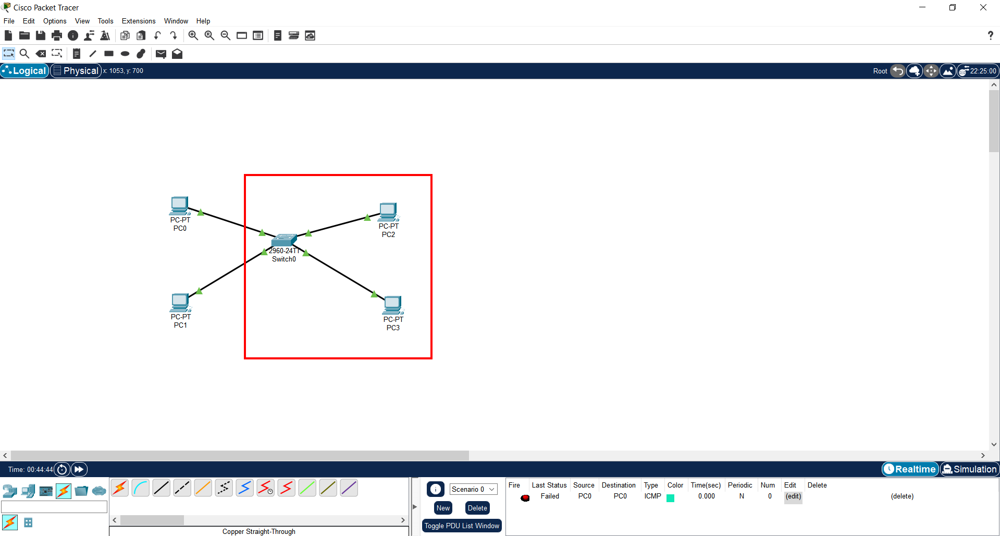 Cisco Packet Tracer
File Edit Options View Tools Extensions Window Help
Logical Physical x: 1053, y: 700 Root 22:25:00
PC-PT
PC0
PC-PT
PC2
2960-24TT
Switch0
PC-PT
PC1
PC-PT
PC3
Time: 00:44:44 Realtime Simulation
Scenario 0
New Delete
Toggle PDU List Window
Fire Last Status Source Destination Type Color Time(sec) Periodic Num Edit Delete
Failed PC0 PC0 ICMP 0.000 N 0 (edit) (delete)
Copper Straight-Through